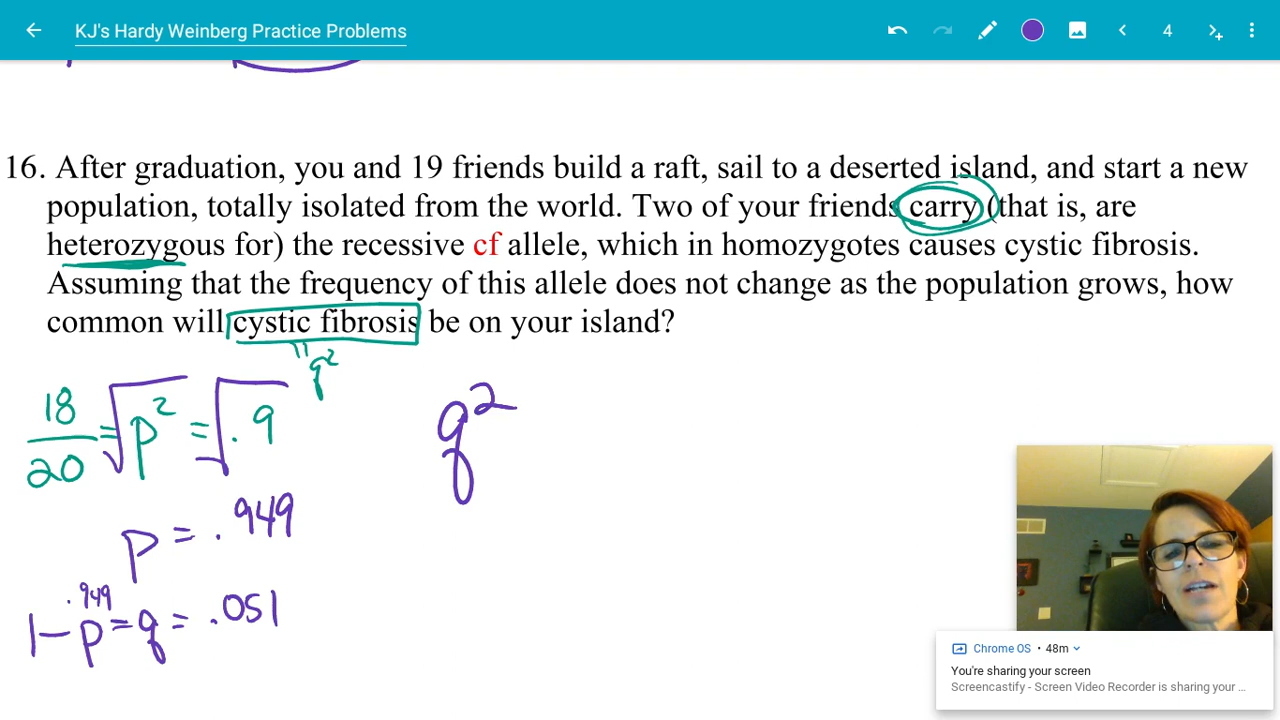 KJ's Hardy Weinberg Practice Problems
4
16. After graduation, you and 19 friends build a raft, sail to a deserted island, and start a new
population, totally isolated from the world. Two of your friends carry (that is, are
heterozygous for) the recessive cf allele, which in homozygotes causes cystic fibrosis.
Assuming that the frequency of this allele does not change as the population grows, how
common will cystic fibrosis be on your island?
q²
18/20 = √p² = √.9
q²
p = .949
.949
1 - p = q = .051
Chrome OS • 48m
You're sharing your screen
Screencastify - Screen Video Recorder is sharing your ...